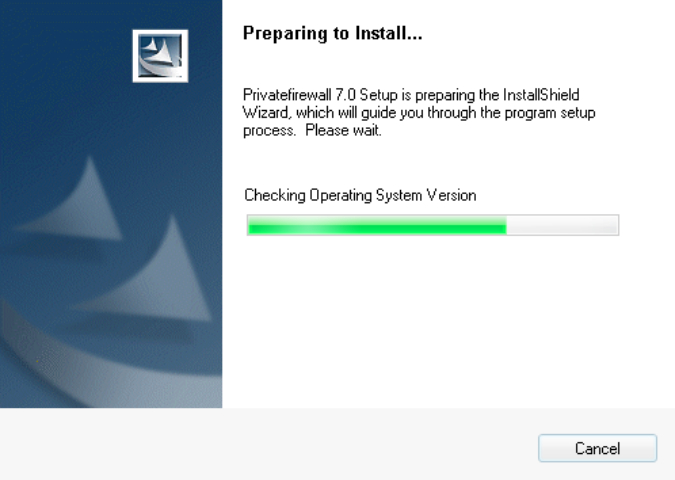 Preparing to Install...
Privatefirewall 7.0 Setup is preparing the InstallShield
Wizard, which will guide you through the program setup
process.  Please wait.
Checking Operating System Version
Cancel